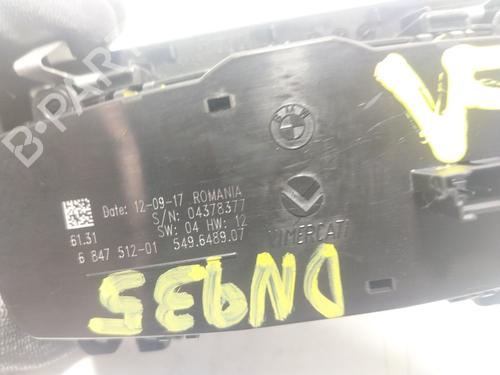 BMW
Date: 12-09-17 ROMANIA
S/N: 04378377
SW: 04 HW: 12
61.31
6 847 512-01 549.6489.07
VIMERCATI
DN935
B-PARTS